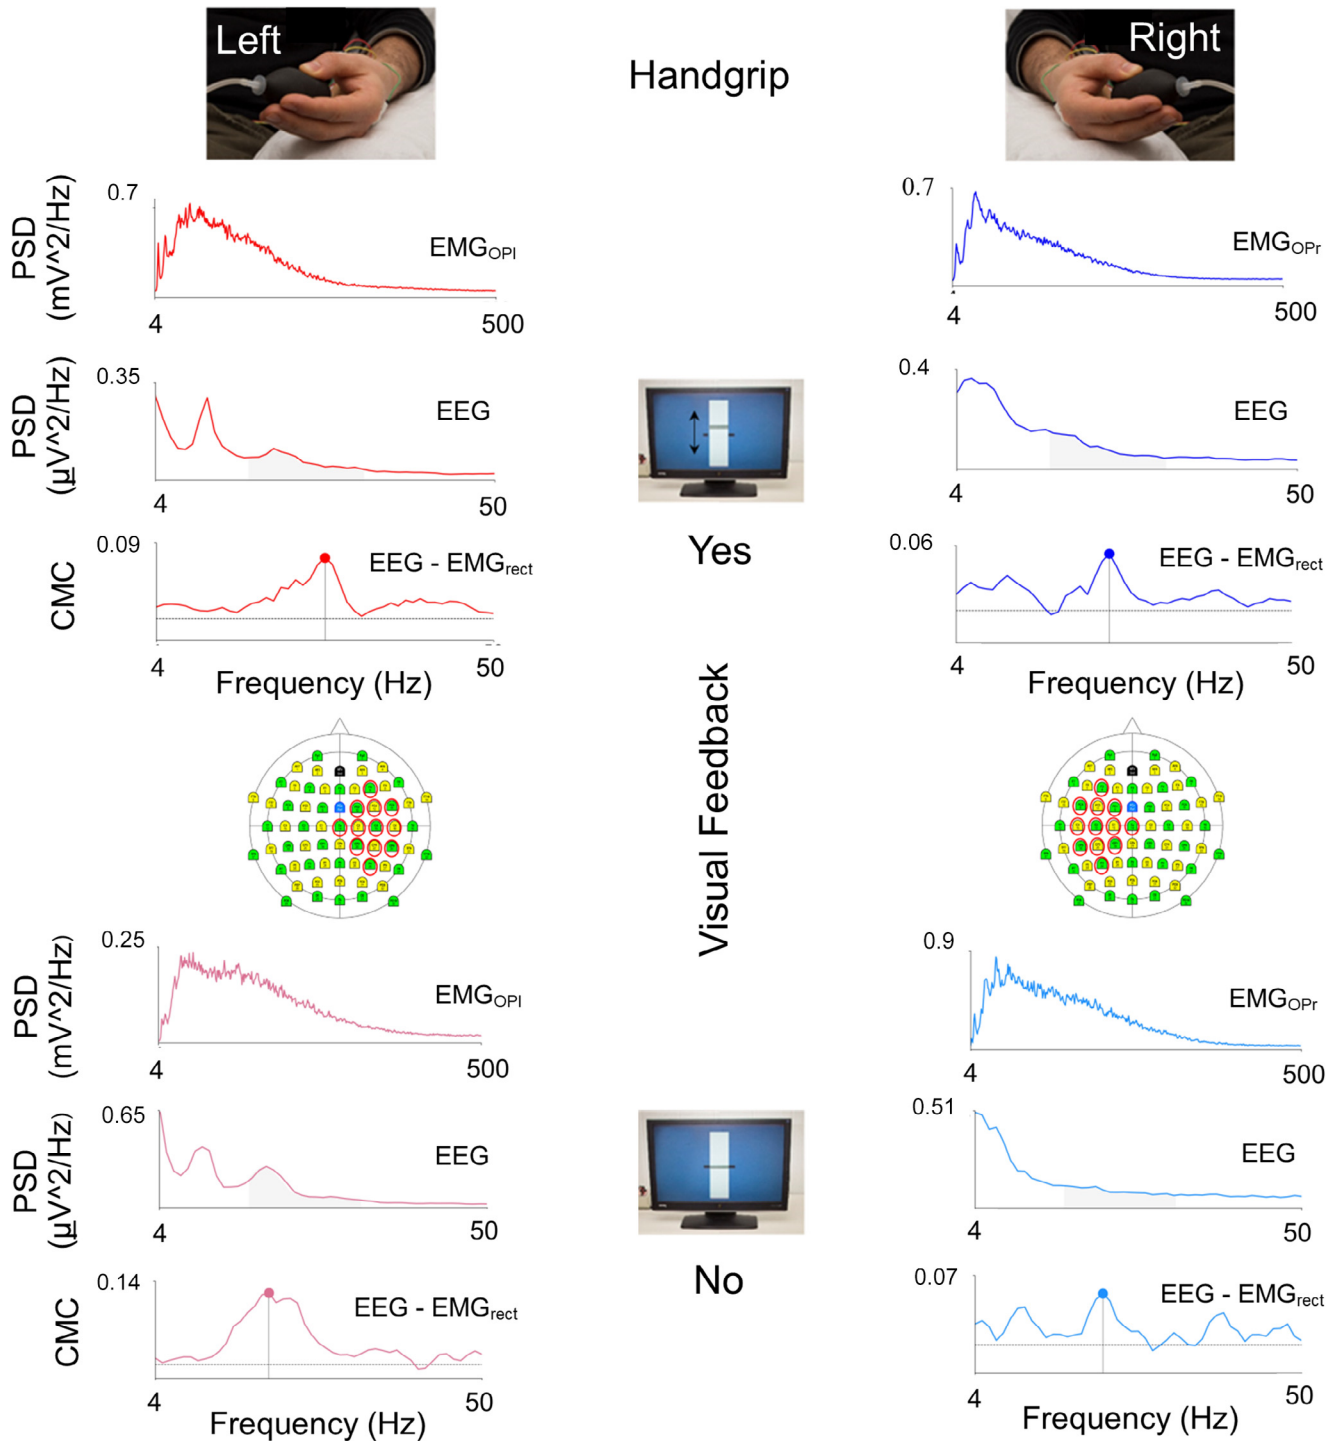 Left
Handgrip
Right
PSD
(mV^2/Hz)
0.7
EMGOPl
4
500
0.7
EMGOPr
4
500
PSD
(µV^2/Hz)
0.35
EEG
4
50
0.4
EEG
4
50
Yes
CMC
0.09
EEG - EMGrect
4
50
Frequency (Hz)
0.06
EEG - EMGrect
4
50
Frequency (Hz)
Visual Feedback
PSD
(mV^2/Hz)
0.25
EMGOPl
4
500
0.9
EMGOPr
4
500
PSD
(µV^2/Hz)
0.65
EEG
4
50
0.51
EEG
4
50
No
CMC
0.14
EEG - EMGrect
4
50
Frequency (Hz)
0.07
EEG - EMGrect
4
50
Frequency (Hz)